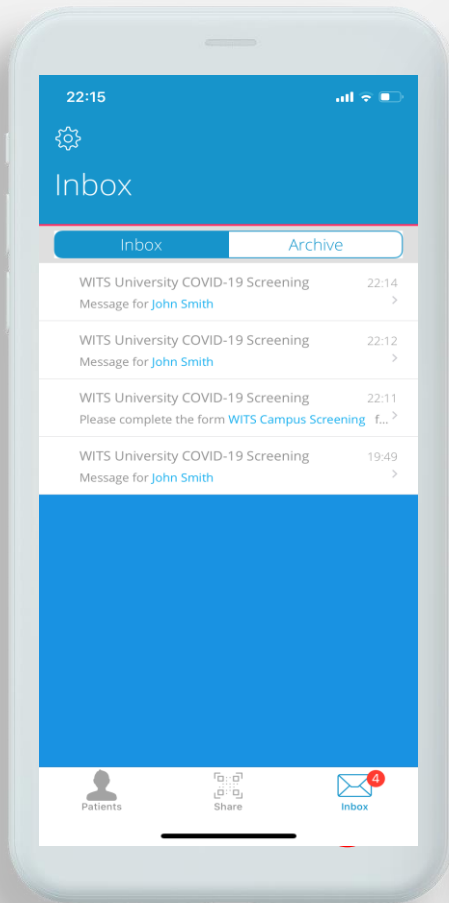 22:15
Inbox
Inbox Archive
WITS University COVID-19 Screening 22:14
Message for John Smith
WITS University COVID-19 Screening 22:12
Message for John Smith
WITS University COVID-19 Screening 22:11
Please complete the form WITS Campus Screening f...
WITS University COVID-19 Screening 19:49
Message for John Smith
4
Patients Share Inbox